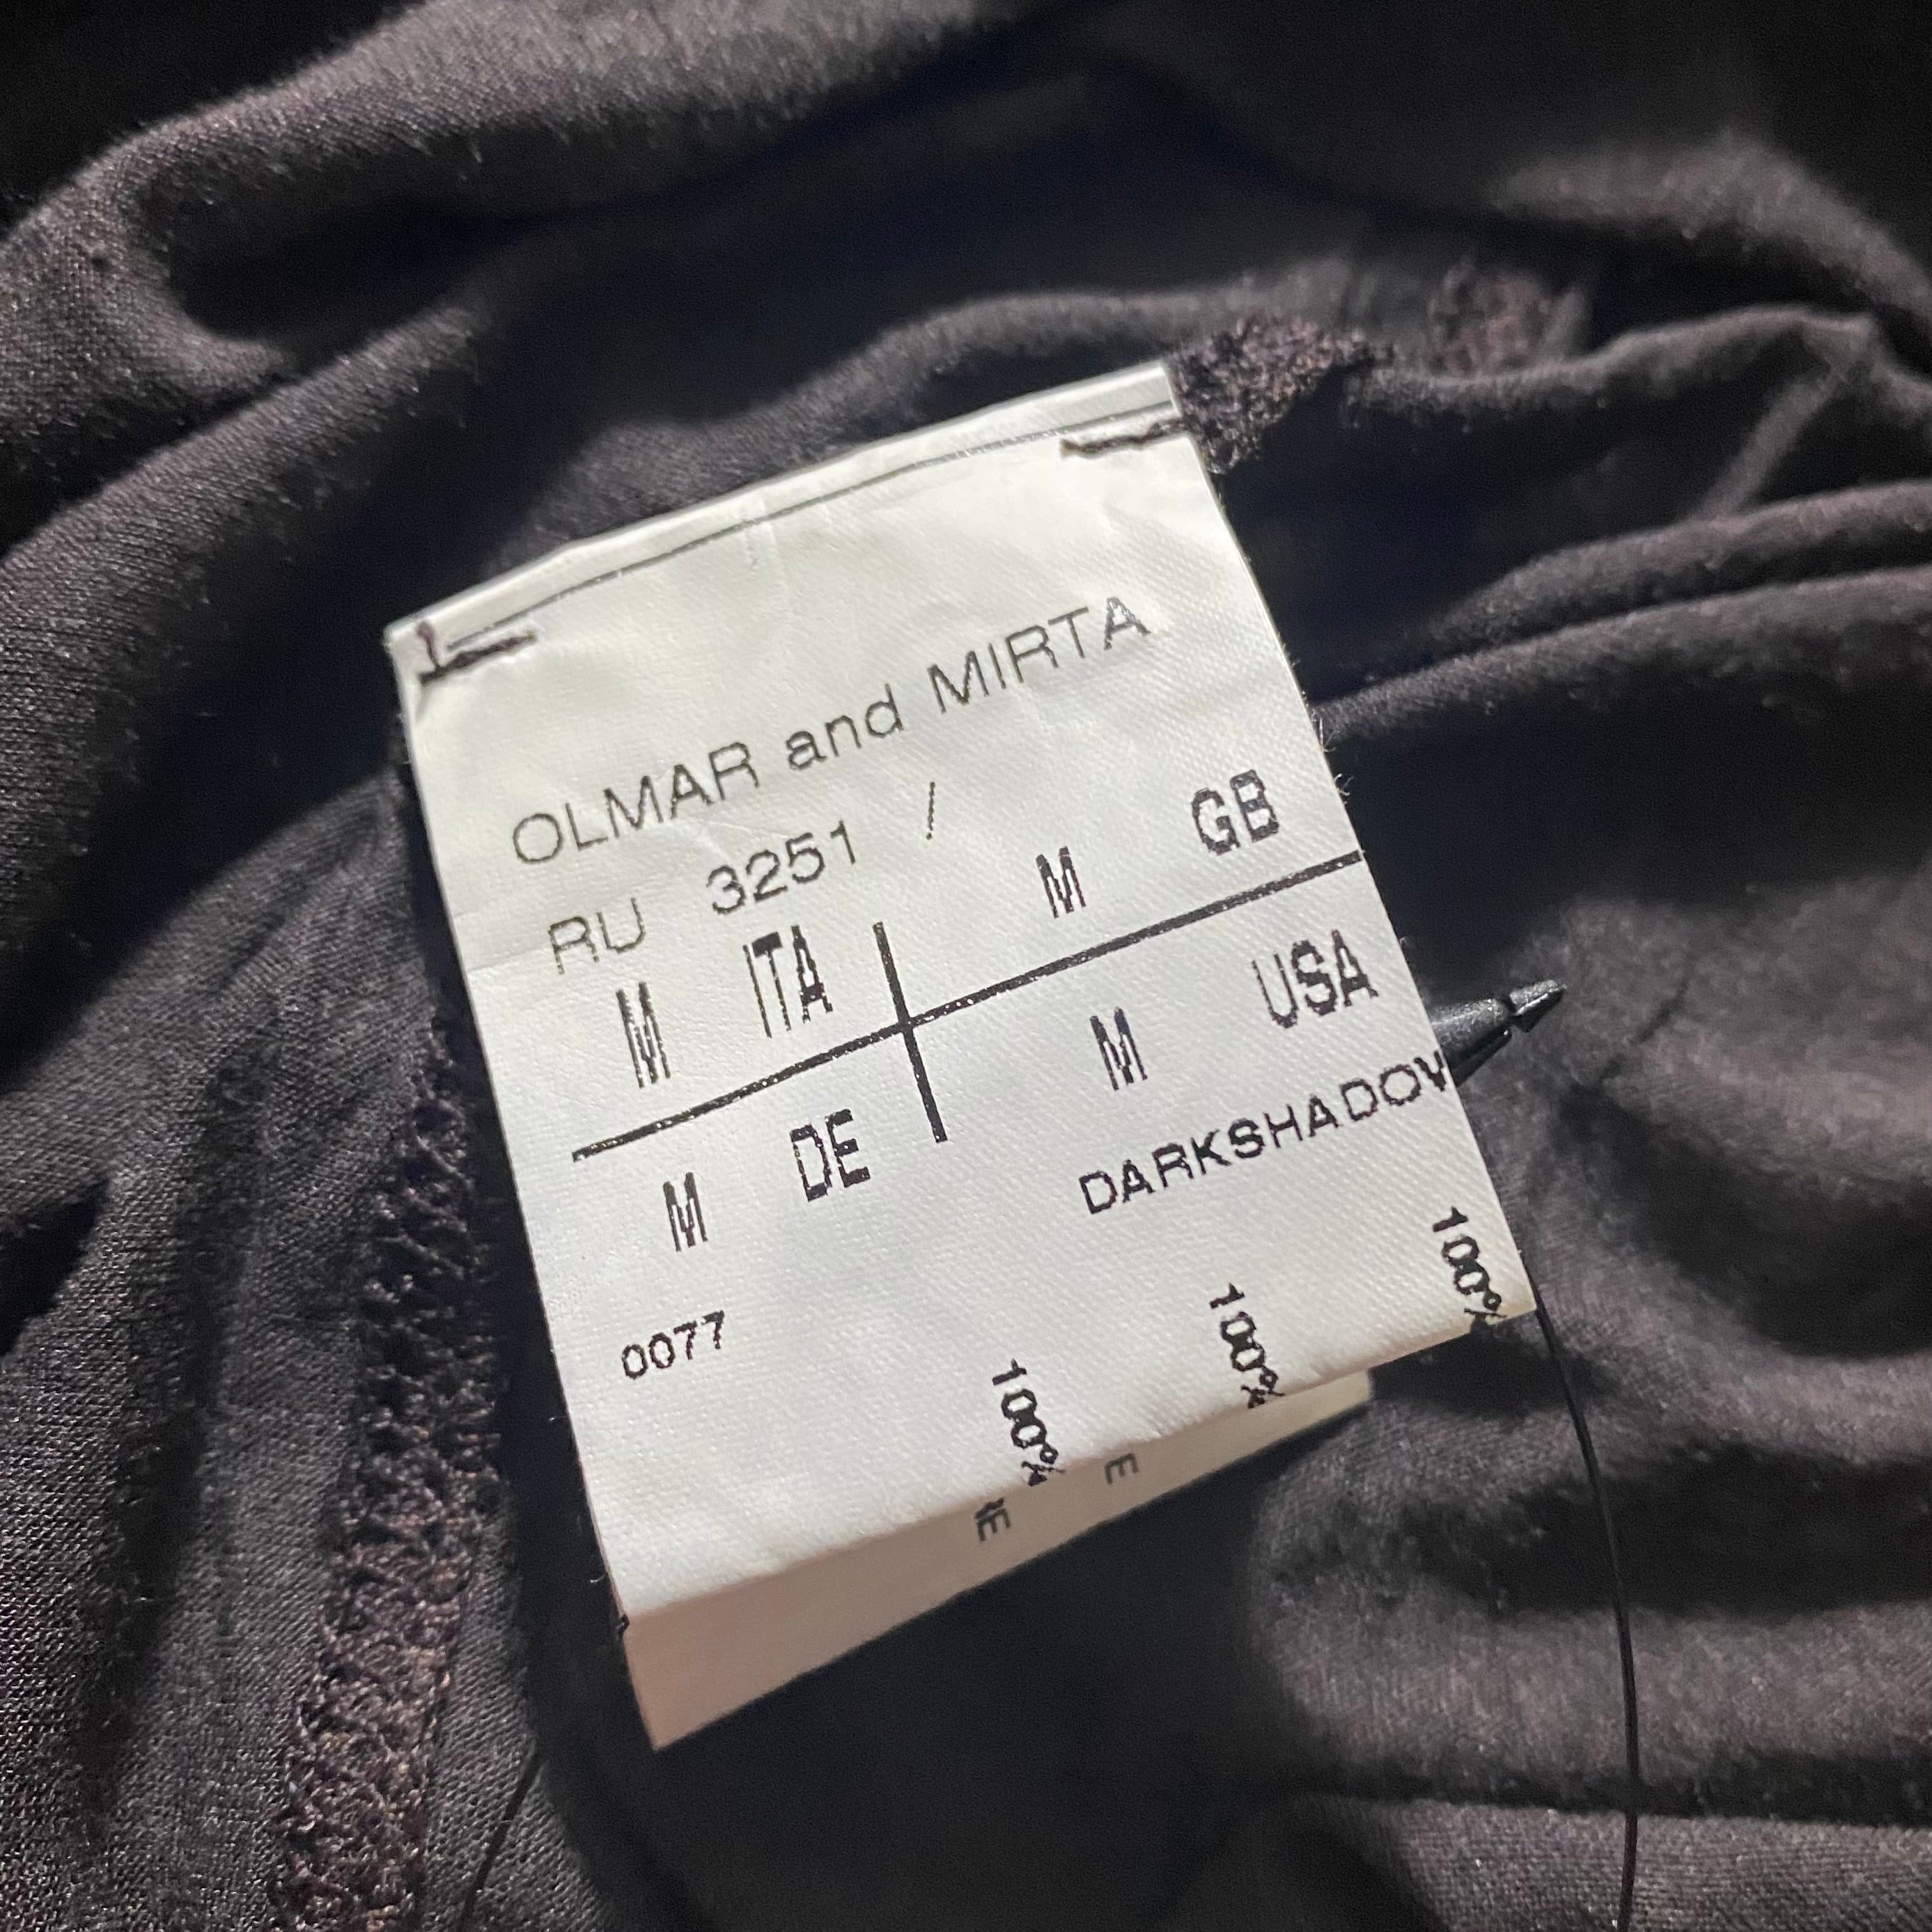 OLMAR and MIRTA
RU 3251 /
M ITA M GB
M DE M USA
0077 DARKSHADOW
100%
100%
100%